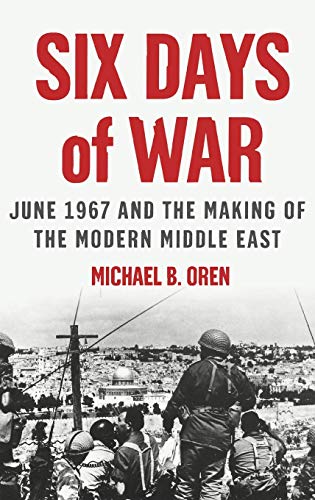 SIX DAYS
of WAR
JUNE 1967 AND THE MAKING OF
THE MODERN MIDDLE EAST
MICHAEL B. OREN